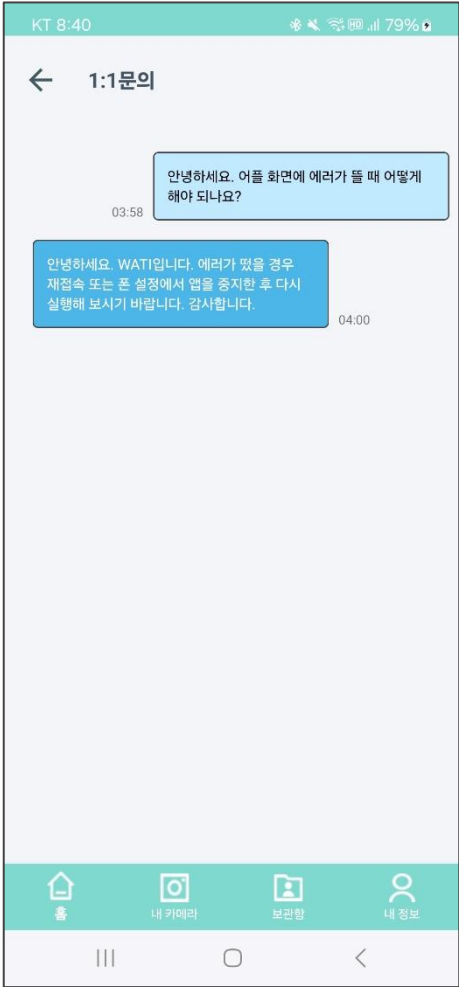 KT 8:40
79%
1:1문의
안녕하세요. 어플 화면에 에러가 뜰 때 어떻게
해야 되나요?
03:58
안녕하세요. WATI입니다. 에러가 떴을 경우
재접속 또는 폰 설정에서 앱을 중지한 후 다시
실행해 보시기 바랍니다. 감사합니다.
04:00
홈
내 카메라
보관함
내 정보